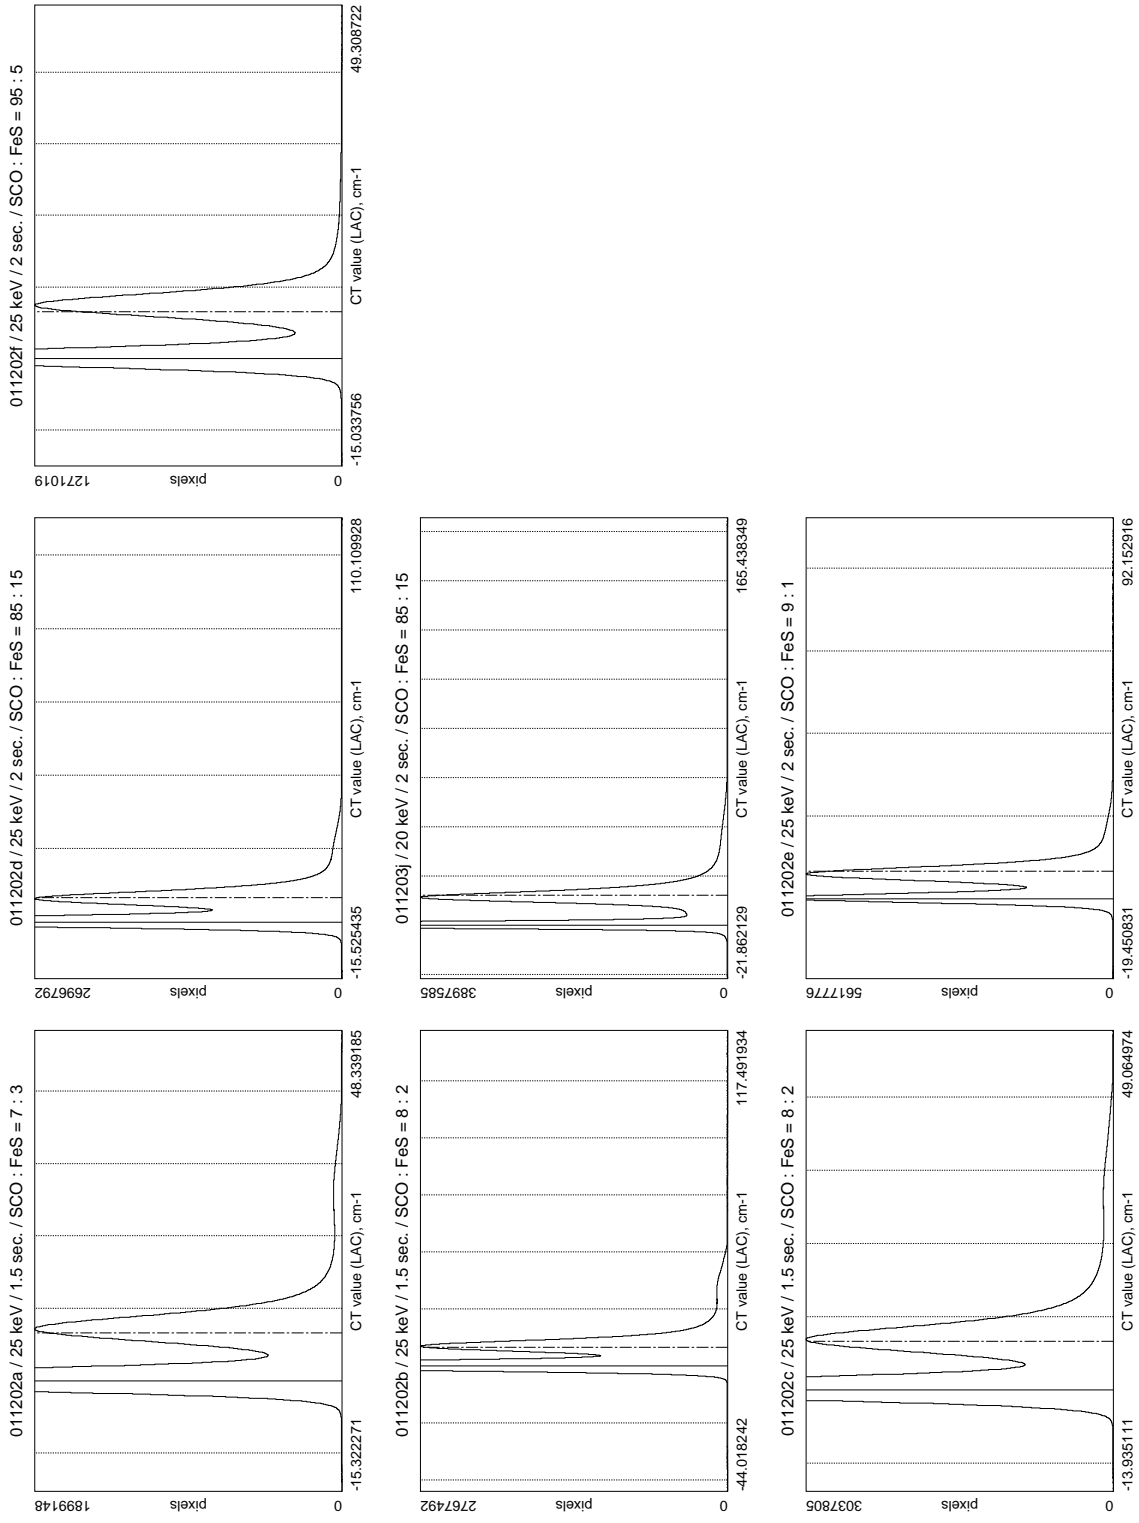 011202a / 25 keV / 1.5 sec. / SCO : FeS = 7 : 3
1899148
pixels
0
-15.322271
CT value (LAC), cm-1
48.339185
011202b / 25 keV / 1.5 sec. / SCO : FeS = 8 : 2
2767492
pixels
0
-44.018242
CT value (LAC), cm-1
117.491934
011202c / 25 keV / 1.5 sec. / SCO : FeS = 8 : 2
3037805
pixels
0
-13.935111
CT value (LAC), cm-1
49.064974
011202d / 25 keV / 2 sec. / SCO : FeS = 85 : 15
2696792
pixels
0
-15.525435
CT value (LAC), cm-1
110.109928
011203j / 20 keV / 2 sec. / SCO : FeS = 85 : 15
3897585
pixels
0
-21.862129
CT value (LAC), cm-1
165.438349
011202e / 25 keV / 2 sec. / SCO : FeS = 9 : 1
5617776
pixels
0
-19.450831
CT value (LAC), cm-1
92.152916
011202f / 25 keV / 2 sec. / SCO : FeS = 95 : 5
1271019
pixels
0
-15.033756
CT value (LAC), cm-1
49.308722